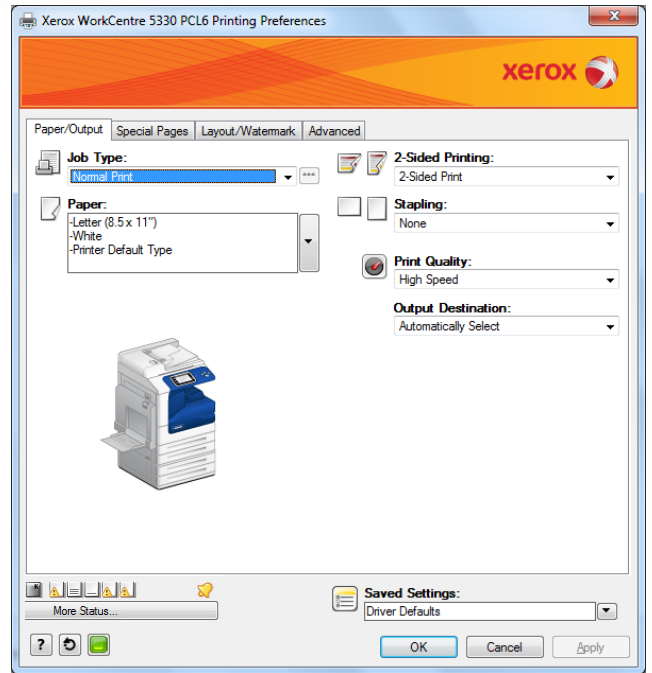 Xerox WorkCentre 5330 PCL6 Printing Preferences
xerox
Paper/Output Special Pages Layout/Watermark Advanced
Job Type:
Normal Print
Paper:
-Letter (8.5 x 11")
-White
-Printer Default Type
2-Sided Printing:
2-Sided Print
Stapling:
None
Print Quality:
High Speed
Output Destination:
Automatically Select
More Status...
Saved Settings:
Driver Defaults
?
OK Cancel Apply